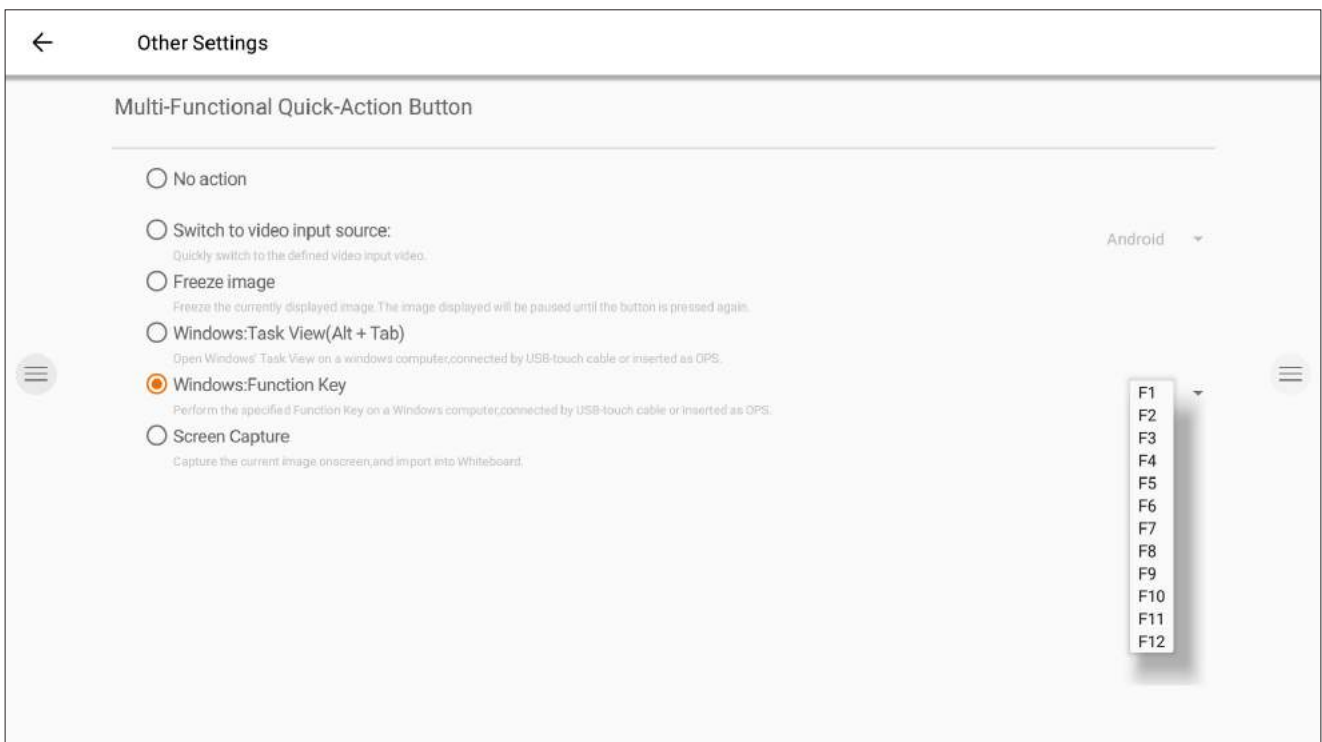 Other Settings
Multi-Functional Quick-Action Button
No action
Switch to video input source:
Android
Quickly switch to the defined video input video.
Freeze image
Freeze the currently displayed image.The image displayed will be paused until the button is pressed again.
Windows:Task View(Alt + Tab)
Open Windows' Task View on a windows computer,connected by USB-touch cable or inserted as OPS.
Windows:Function Key
Perform the specified Function Key on a Windows computer,connected by USB-touch cable or inserted as OPS.
Screen Capture
Capture the current image onscreen,and import into Whiteboard.
F1
F2
F3
F4
F5
F6
F7
F8
F9
F10
F11
F12